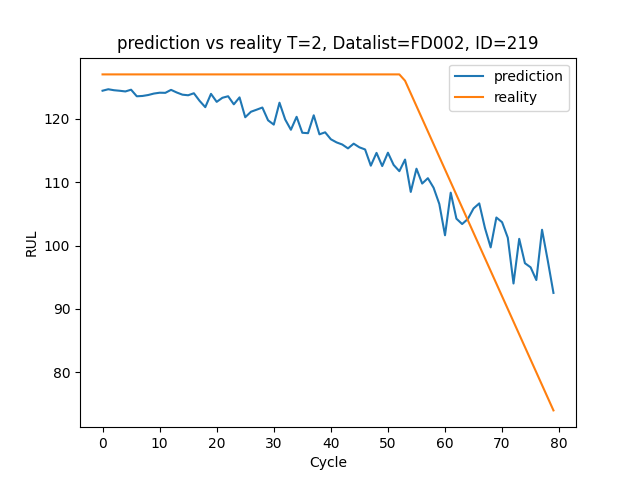 prediction vs reality T=2, Datalist=FD002, ID=219
prediction
reality
120
110
100
90
80
RUL
0 10 20 30 40 50 60 70 80
Cycle